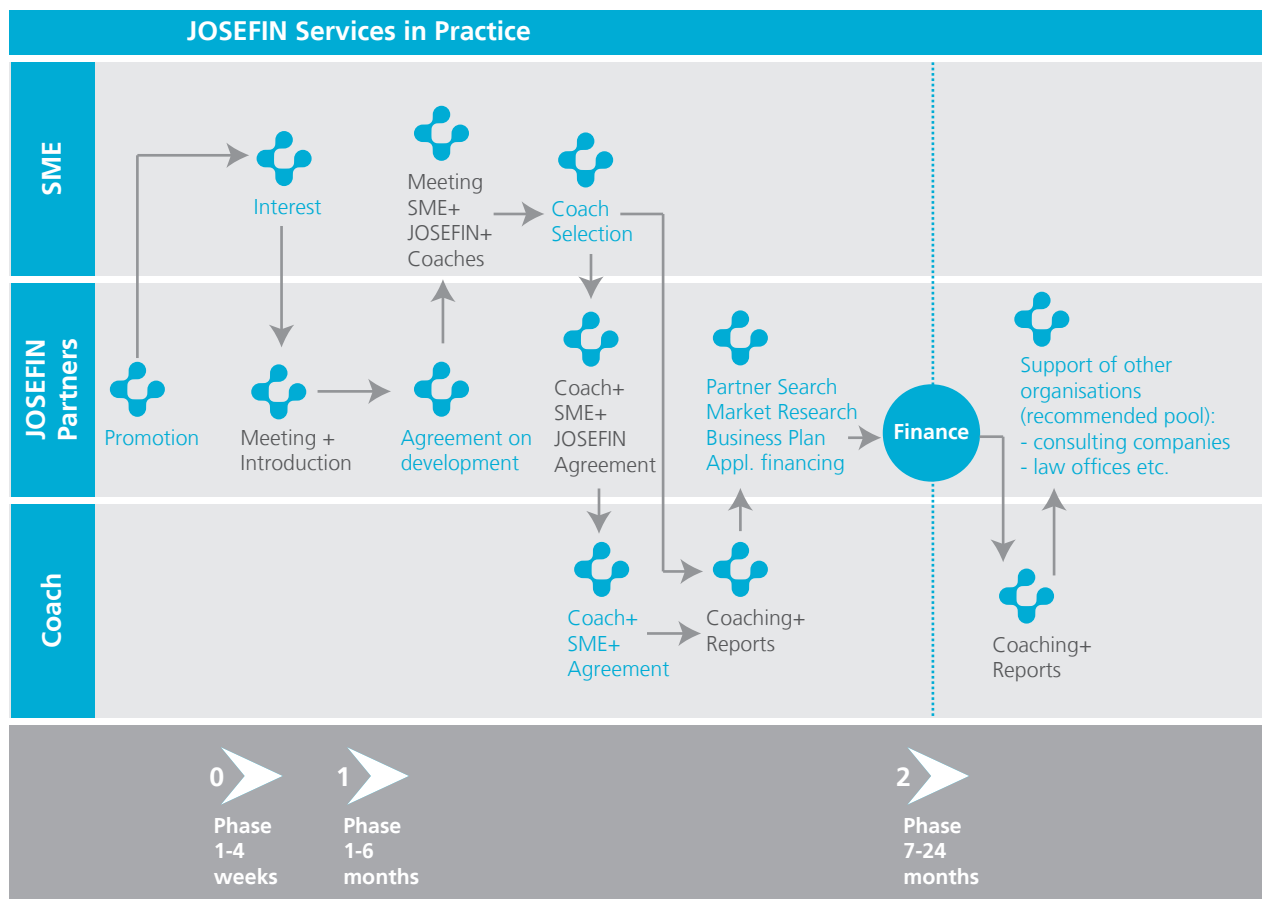 JOSEFIN Services in Practice
SME
Interest
Meeting
SME+
JOSEFIN+
Coaches
Coach
Selection
JOSEFIN
Partners
Promotion
Meeting +
Introduction
Agreement on
development
Coach+
SME+
JOSEFIN
Agreement
Partner Search
Market Research
Business Plan
Appl. financing
Finance
Support of other
organisations
(recommended pool):
- consulting companies
- law offices etc.
Coach
Coach+
SME+
Agreement
Coaching+
Reports
Coaching+
Reports
0
Phase
1-4
weeks
1
Phase
1-6
months
2
Phase
7-24
months